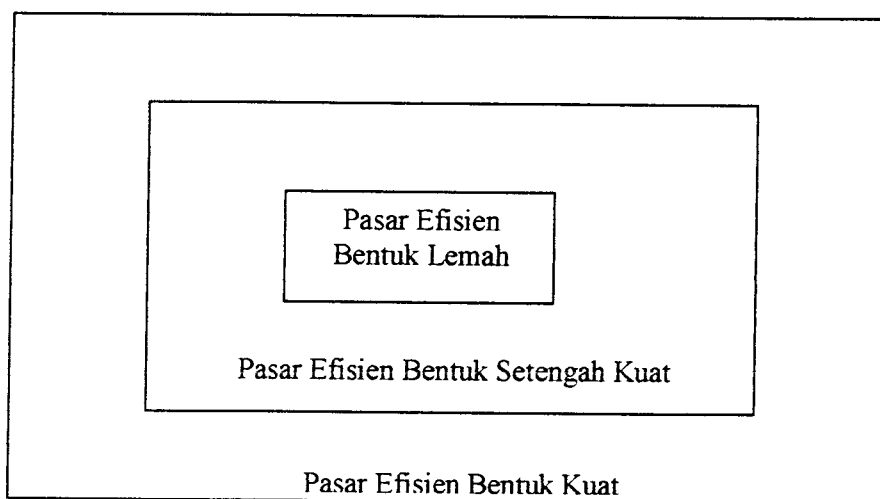 Pasar Efisien
Bentuk Lemah
Pasar Efisien Bentuk Setengah Kuat
Pasar Efisien Bentuk Kuat